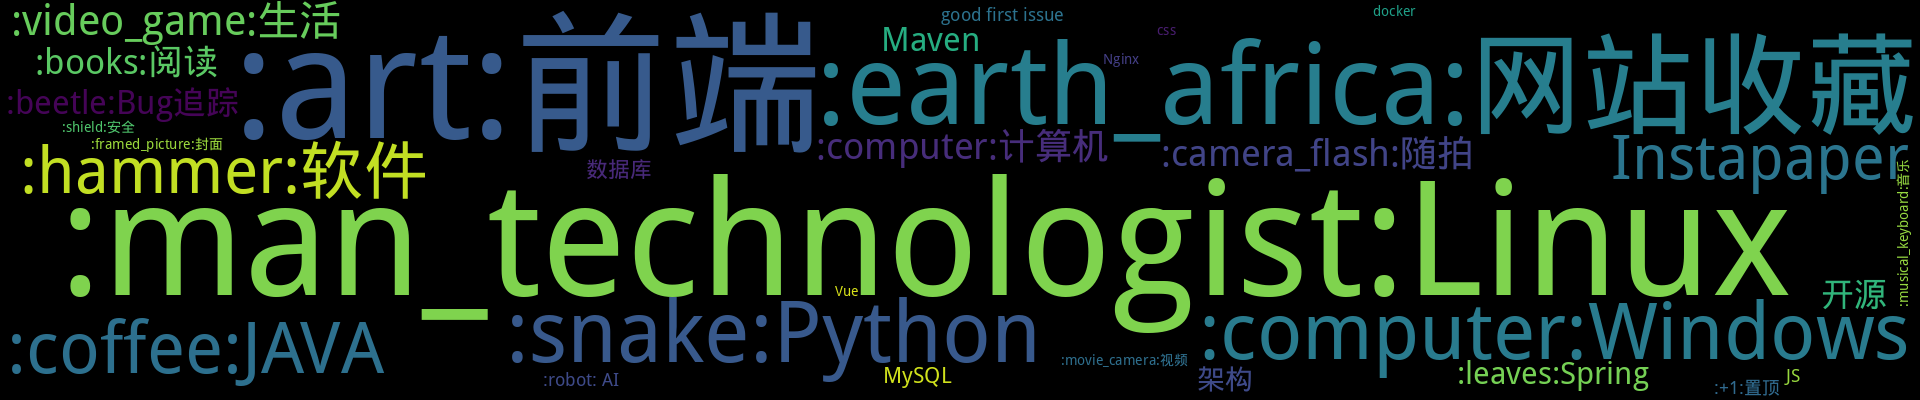 :video_game:生活
:books:阅读
:beetle:Bug追踪
:shield:安全
:framed_picture:封面
:hammer:软件
:art:前端
数据库
good first issue
Maven
docker
css
Nginx
:earth_africa:网站收藏
:computer:计算机
:camera_flash:随拍
Instapaper
:musical_keyboard:音乐
:man_technologist:Linux
Vue
开源
:coffee:JAVA
:snake:Python
:computer:Windows
:robot: AI
MySQL
:movie_camera:视频
架构
:leaves:Spring
JS
:+1:置顶